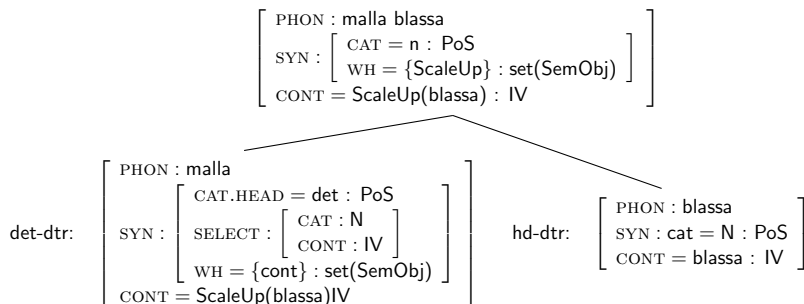 PHON : malla blassa
SYN : [ CAT = n : PoS
WH = {ScaleUp} : set(SemObj) ]
CONT = ScaleUp(blassa) : IV
det-dtr:
PHON : malla
SYN : [ CAT.HEAD = det : PoS
SELECT : [ CAT : N
CONT : IV ]
WH = {cont} : set(SemObj) ]
CONT = ScaleUp(blassa)IV
hd-dtr:
PHON : blassa
SYN : cat = N : PoS
CONT = blassa : IV